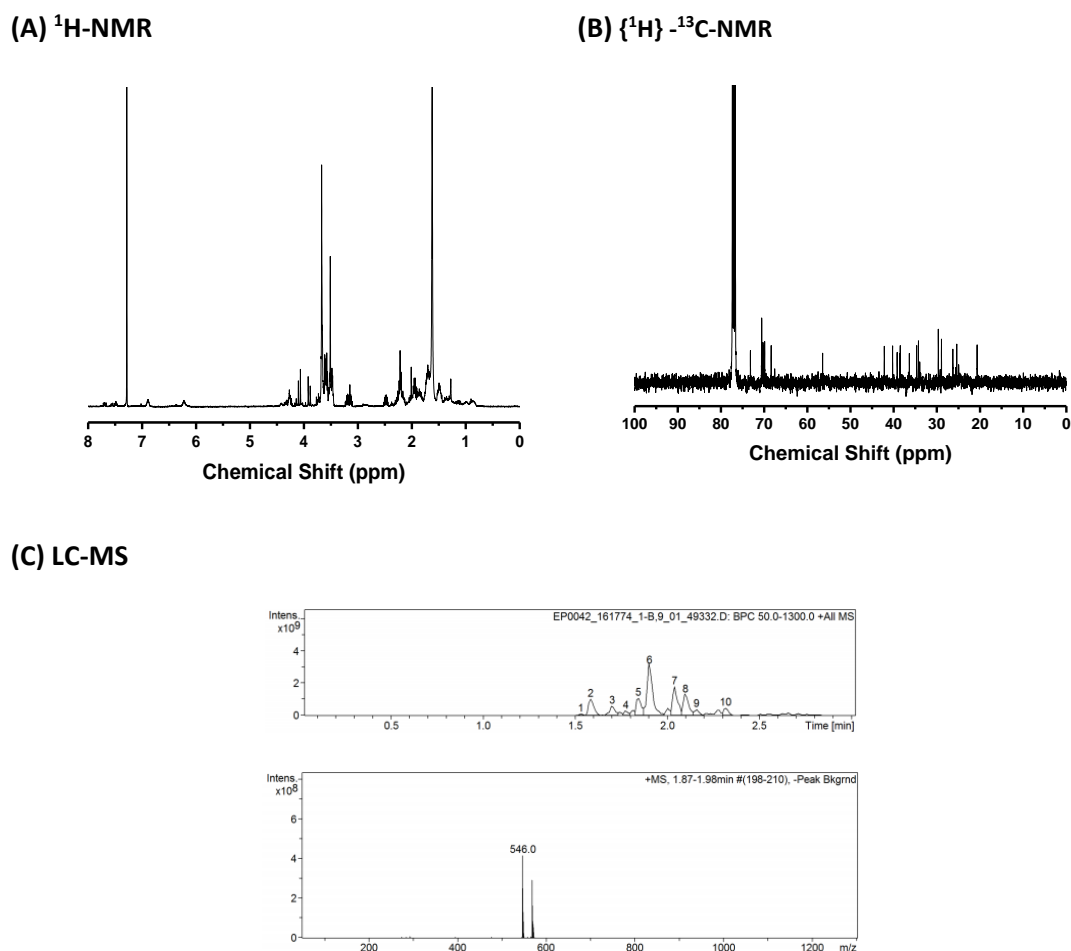 (A) ¹H-NMR
(B) {¹H} -¹³C-NMR
8 7 6 5 4 3 2 1 0
Chemical Shift (ppm)
100 90 80 70 60 50 40 30 20 10 0
Chemical Shift (ppm)
(C) LC-MS
Intens.
x10⁹
EP0042_161774_1-B,9_01_49332.D: BPC 50.0-1300.0 +All MS
4
2
0
1 2 3 4 5 6 7 8 9 10
0.5 1.0 1.5 2.0 2.5 Time [min]
Intens.
x10⁸
+MS, 1.87-1.98min #(198-210), -Peak Bkgrnd
6
4
2
0
546.0
200 400 600 800 1000 1200 m/z